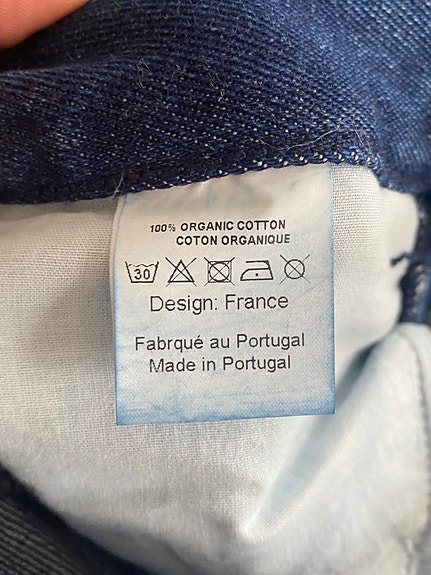 100% ORGANIC COTTON
COTON ORGANIQUE
30
Design: France
Fabrqué au Portugal
Made in Portugal